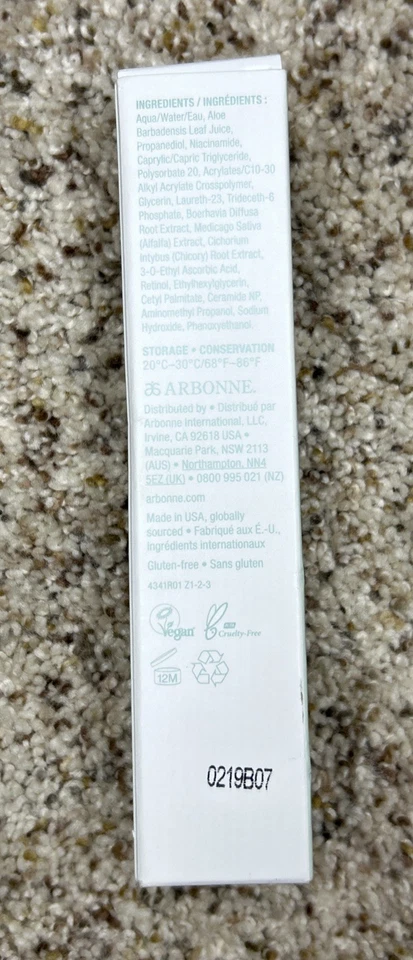 INGREDIENTS / INGRÉDIENTS :
Aqua/Water/Eau, Aloe
Barbadensis Leaf Juice,
Propanediol, Niacinamide,
Caprylic/Capric Triglyceride,
Polysorbate 20, Acrylates/C10-30
Alkyl Acrylate Crosspolymer,
Glycerin, Laureth-23, Trideceth-6
Phosphate, Boerhavia Diffusa
Root Extract, Medicago Sativa
(Alfalfa) Extract, Cichorium
Intybus (Chicory) Root Extract,
3-O-Ethyl Ascorbic Acid,
Retinol, Ethylhexylglycerin,
Cetyl Palmitate, Ceramide NP,
Aminomethyl Propanol, Sodium
Hydroxide, Phenoxyethanol.
STORAGE • CONSERVATION
20°C–30°C/68°F–86°F
ARBONNE.
Distributed by • Distribué par
Arbonne International, LLC,
Irvine, CA 92618 USA •
Macquarie Park, NSW 2113
(AUS) • Northampton, NN4
5EZ (UK) • 0800 995 021 (NZ)
arbonne.com
Made in USA, globally
sourced • Fabriqué aux É.-U.,
ingrédients internationaux
Gluten-free • Sans gluten
4341R01 Z1-2-3
Vegan
Cruelty-Free
12M
0219B07